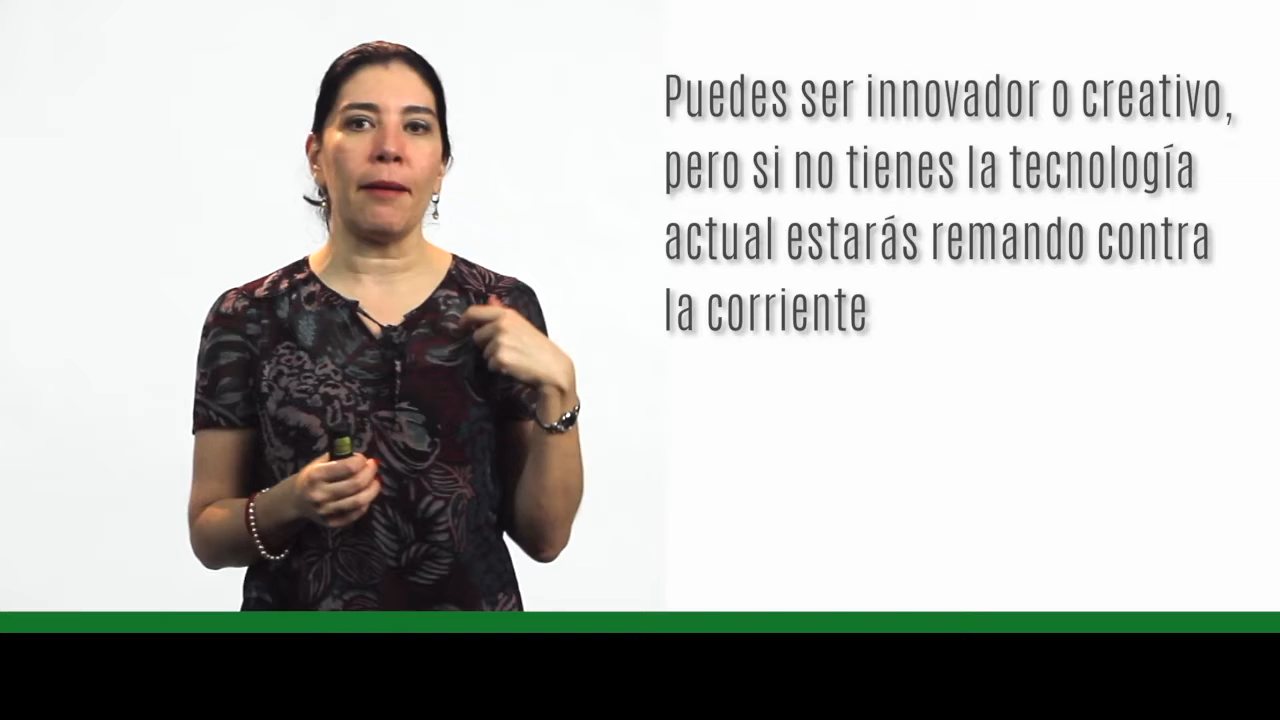 Puedes ser innovador o creativo,
pero si no tienes la tecnología
actual estarás remando contra
la corriente